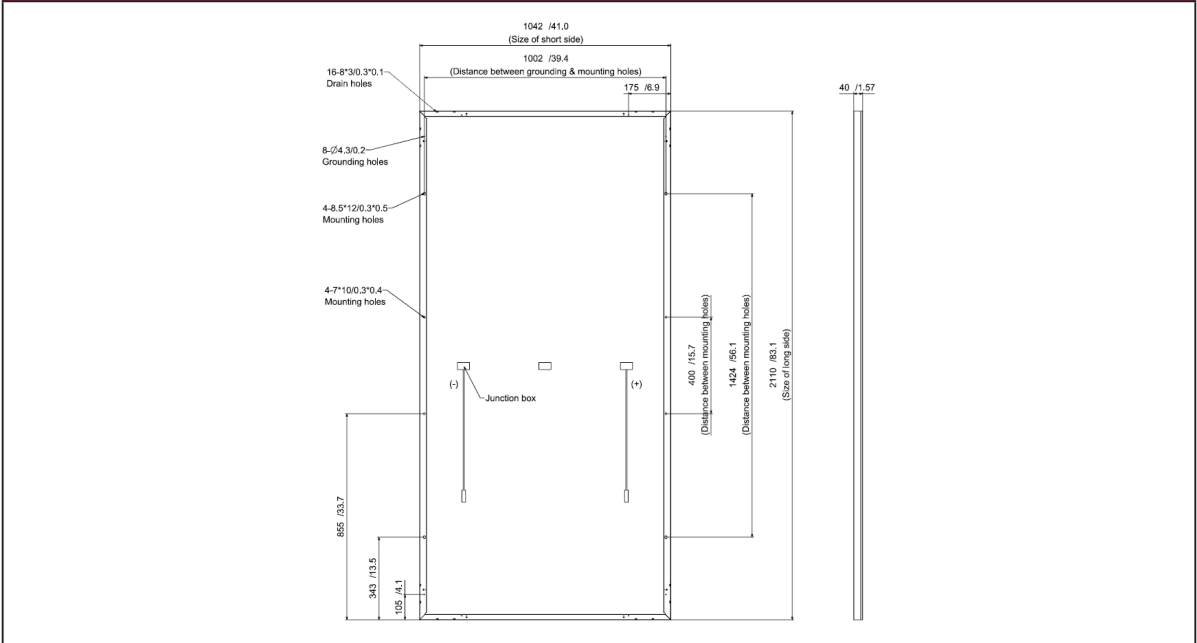 1042 /41.0
(Size of short side)
1002 /39.4
(Distance between grounding & mounting holes)
175 /6.9
40 /1.57
16-8*3/0.3*0.1
Drain holes
8-∅4.3/0.2
Grounding holes
4-8.5*12/0.3*0.5
Mounting holes
4-7*10/0.3*0.4
Mounting holes
400 /15.7
(Distance between mounting holes)
1424 /56.1
(Distance between mounting holes)
2110 /83.1
(Size of long side)
(-)
(+)
Junction box
855 /33.7
343 /13.5
105 /4.1